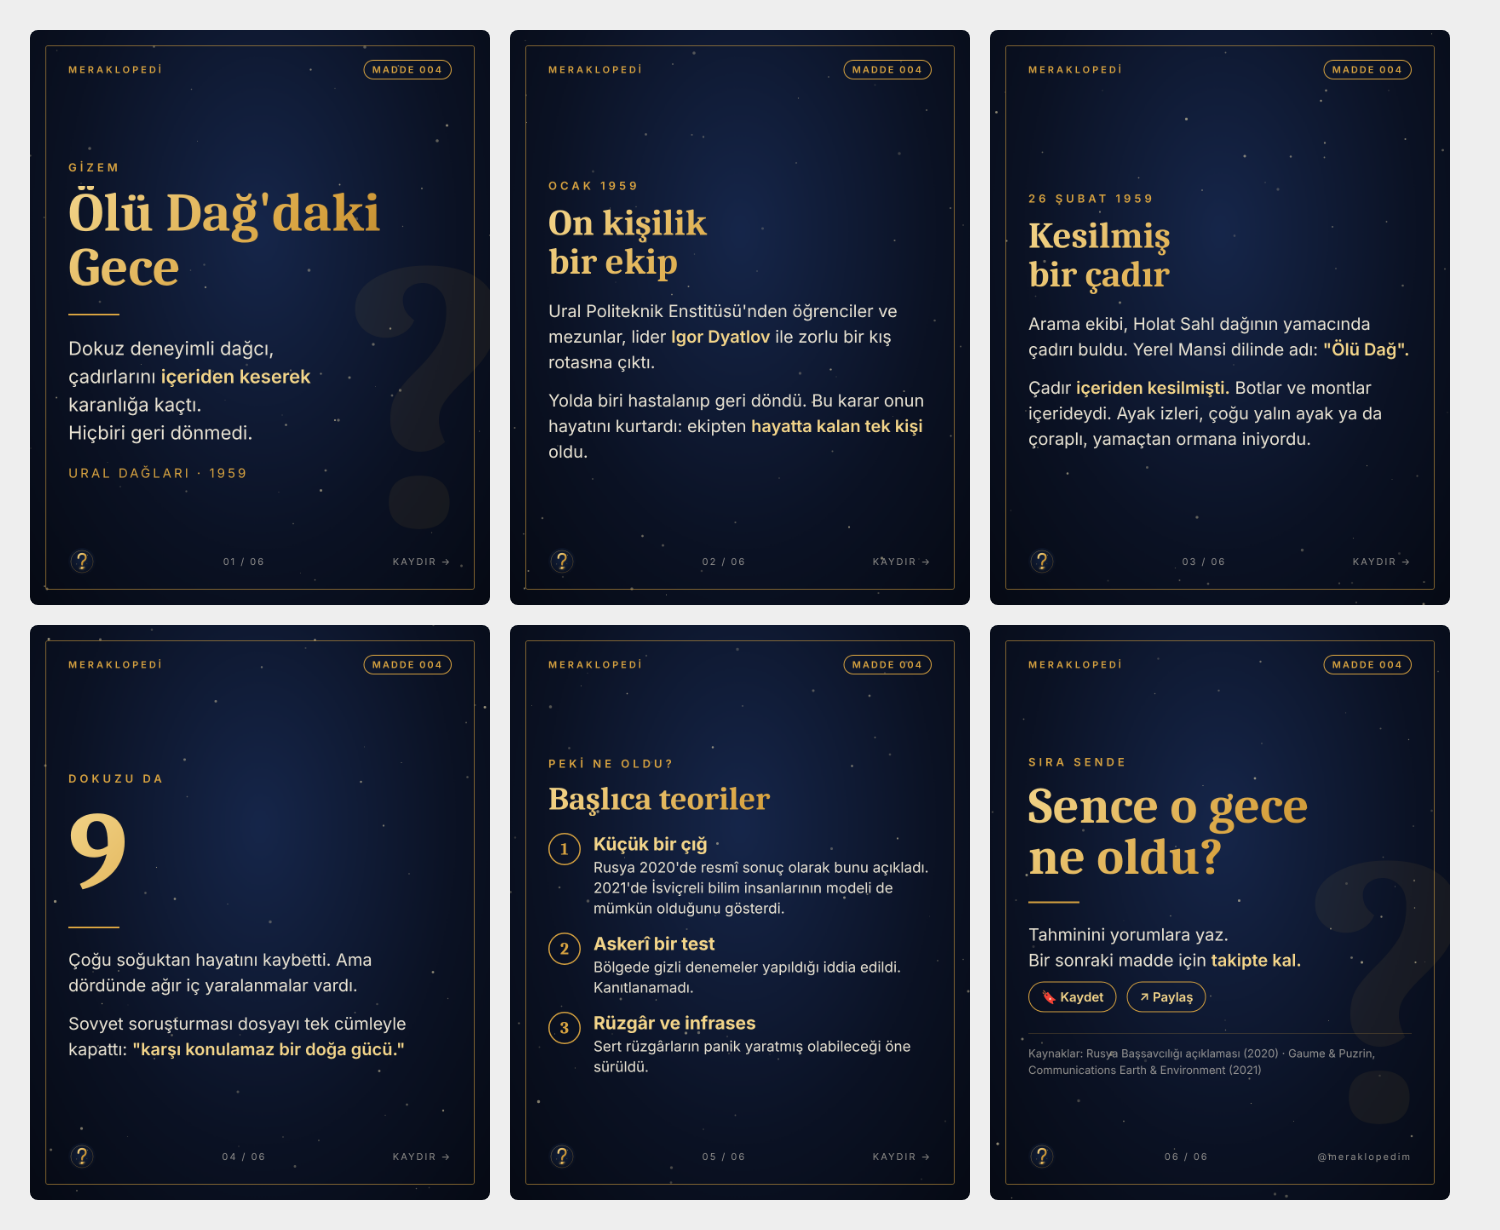 MERAKLOPEDİ
MADDE 004
GİZEM
Ölü Dağ'daki
Gece
Dokuz deneyimli dağcı,
çadırlarını içeriden keserek
karanlığa kaçtı.
Hiçbiri geri dönmedi.
URAL DAĞLARI · 1959
?
01 / 06
KAYDIR →
MERAKLOPEDİ
MADDE 004
OCAK 1959
On kişilik
bir ekip
Ural Politeknik Enstitüsü'nden öğrenciler ve
mezunlar, lider Igor Dyatlov ile zorlu bir kış
rotasına çıktı.
Yolda biri hastalanıp geri döndü. Bu karar onun
hayatını kurtardı: ekipten hayatta kalan tek kişi
oldu.
?
02 / 06
KAYDIR →
MERAKLOPEDİ
MADDE 004
26 ŞUBAT 1959
Kesilmiş
bir çadır
Arama ekibi, Holat Sahl dağının yamacında
çadırı buldu. Yerel Mansi dilinde adı: "Ölü Dağ".
Çadır içeriden kesilmişti. Botlar ve montlar
içerideydi. Ayak izleri, çoğu yalın ayak ya da
çoraplı, yamaçtan ormana iniyordu.
?
03 / 06
KAYDIR →
MERAKLOPEDİ
MADDE 004
DOKUZU DA
9
Çoğu soğuktan hayatını kaybetti. Ama
dördünde ağır iç yaralanmalar vardı.
Sovyet soruşturması dosyayı tek cümleyle
kapattı: "karşı konulamaz bir doğa gücü."
?
04 / 06
KAYDIR →
MERAKLOPEDİ
MADDE 004
PEKİ NE OLDU?
Başlıca teoriler
1
Küçük bir çığ
Rusya 2020'de resmî sonuç olarak bunu açıkladı.
2021'de İsviçreli bilim insanlarının modeli de
mümkün olduğunu gösterdi.
2
Askerî bir test
Bölgede gizli denemeler yapıldığı iddia edildi.
Kanıtlanamadı.
3
Rüzgâr ve infrases
Sert rüzgârların panik yaratmış olabileceği öne
sürüldü.
?
05 / 06
KAYDIR →
MERAKLOPEDİ
MADDE 004
SIRA SENDE
Sence o gece
ne oldu?
Tahminini yorumlara yaz.
Bir sonraki madde için takipte kal.
🔖 Kaydet
↗ Paylaş
Kaynaklar: Rusya Başsavcılığı açıklaması (2020) · Gaume & Puzrin,
Communications Earth & Environment (2021)
?
06 / 06
@meraklopedim